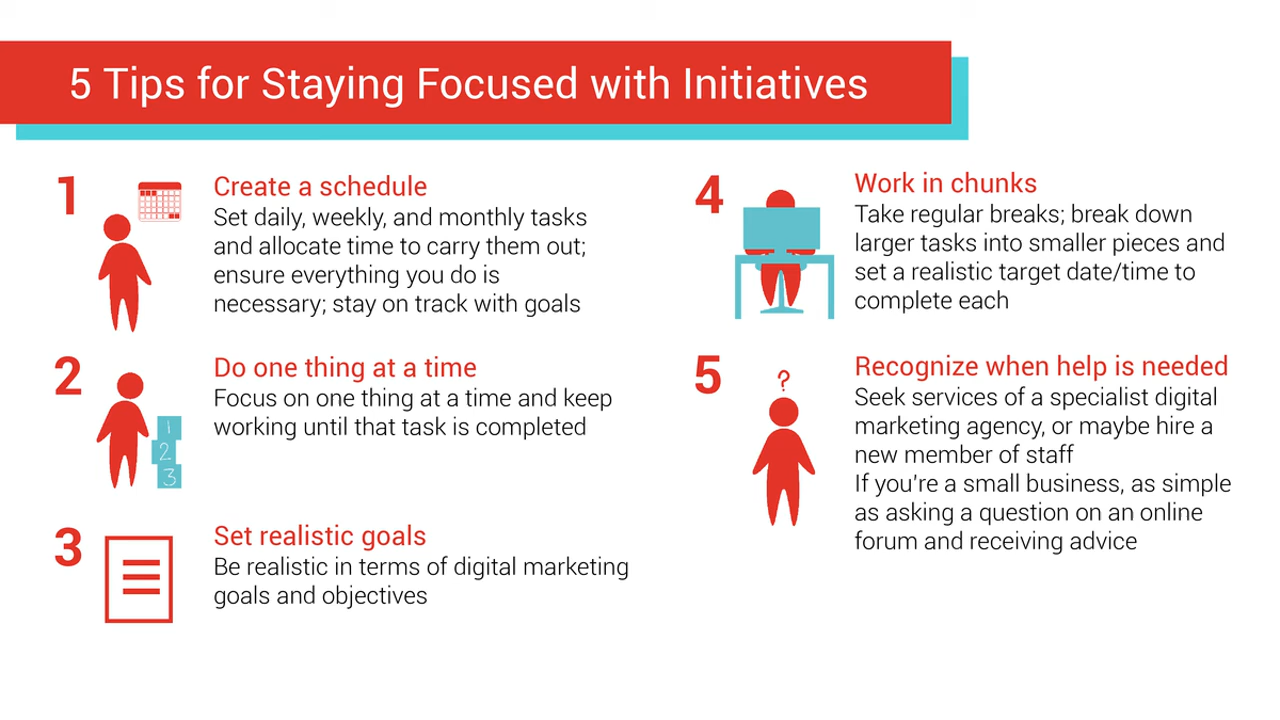 5 Tips for Staying Focused with Initiatives
1
Create a schedule
Set daily, weekly, and monthly tasks
and allocate time to carry them out;
ensure everything you do is
necessary; stay on track with goals
2
1
2
3
Do one thing at a time
Focus on one thing at a time and keep
working until that task is completed
3
Set realistic goals
Be realistic in terms of digital marketing
goals and objectives
4
Work in chunks
Take regular breaks; break down
larger tasks into smaller pieces and
set a realistic target date/time to
complete each
5
?
Recognize when help is needed
Seek services of a specialist digital
marketing agency, or maybe hire a
new member of staff
If you're a small business, as simple
as asking a question on an online
forum and receiving advice